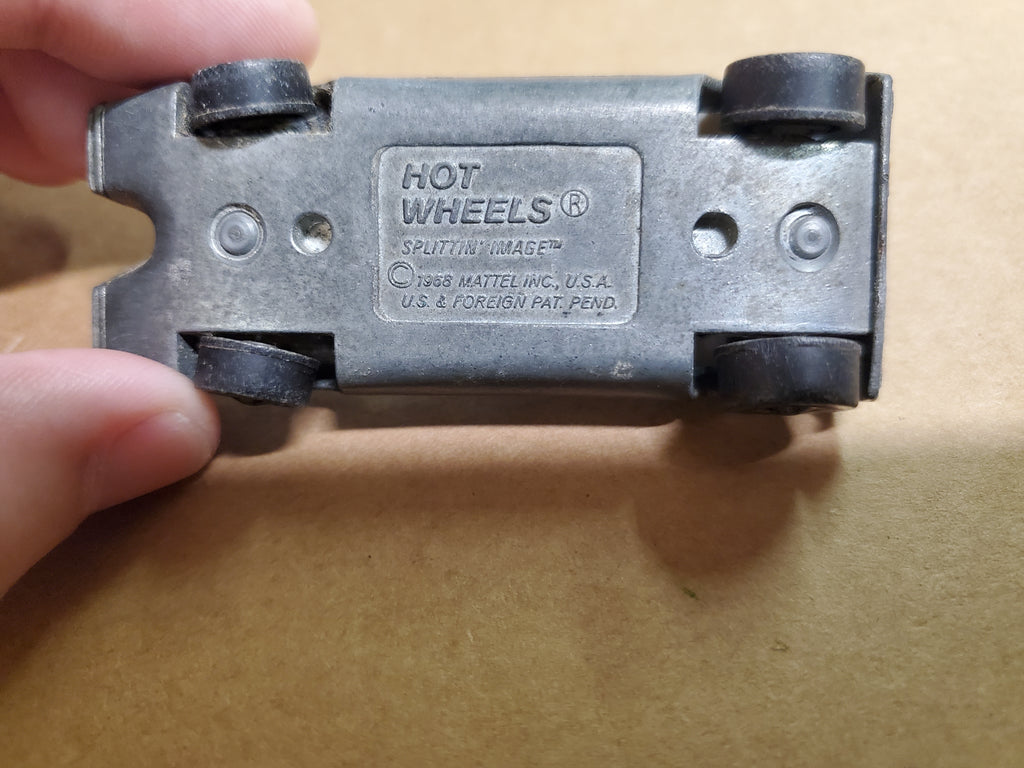 HOT
WHEELS®
SPLITTIN' IMAGE™
© 1968 MATTEL INC., U.S.A.
U.S. & FOREIGN PAT. PEND.